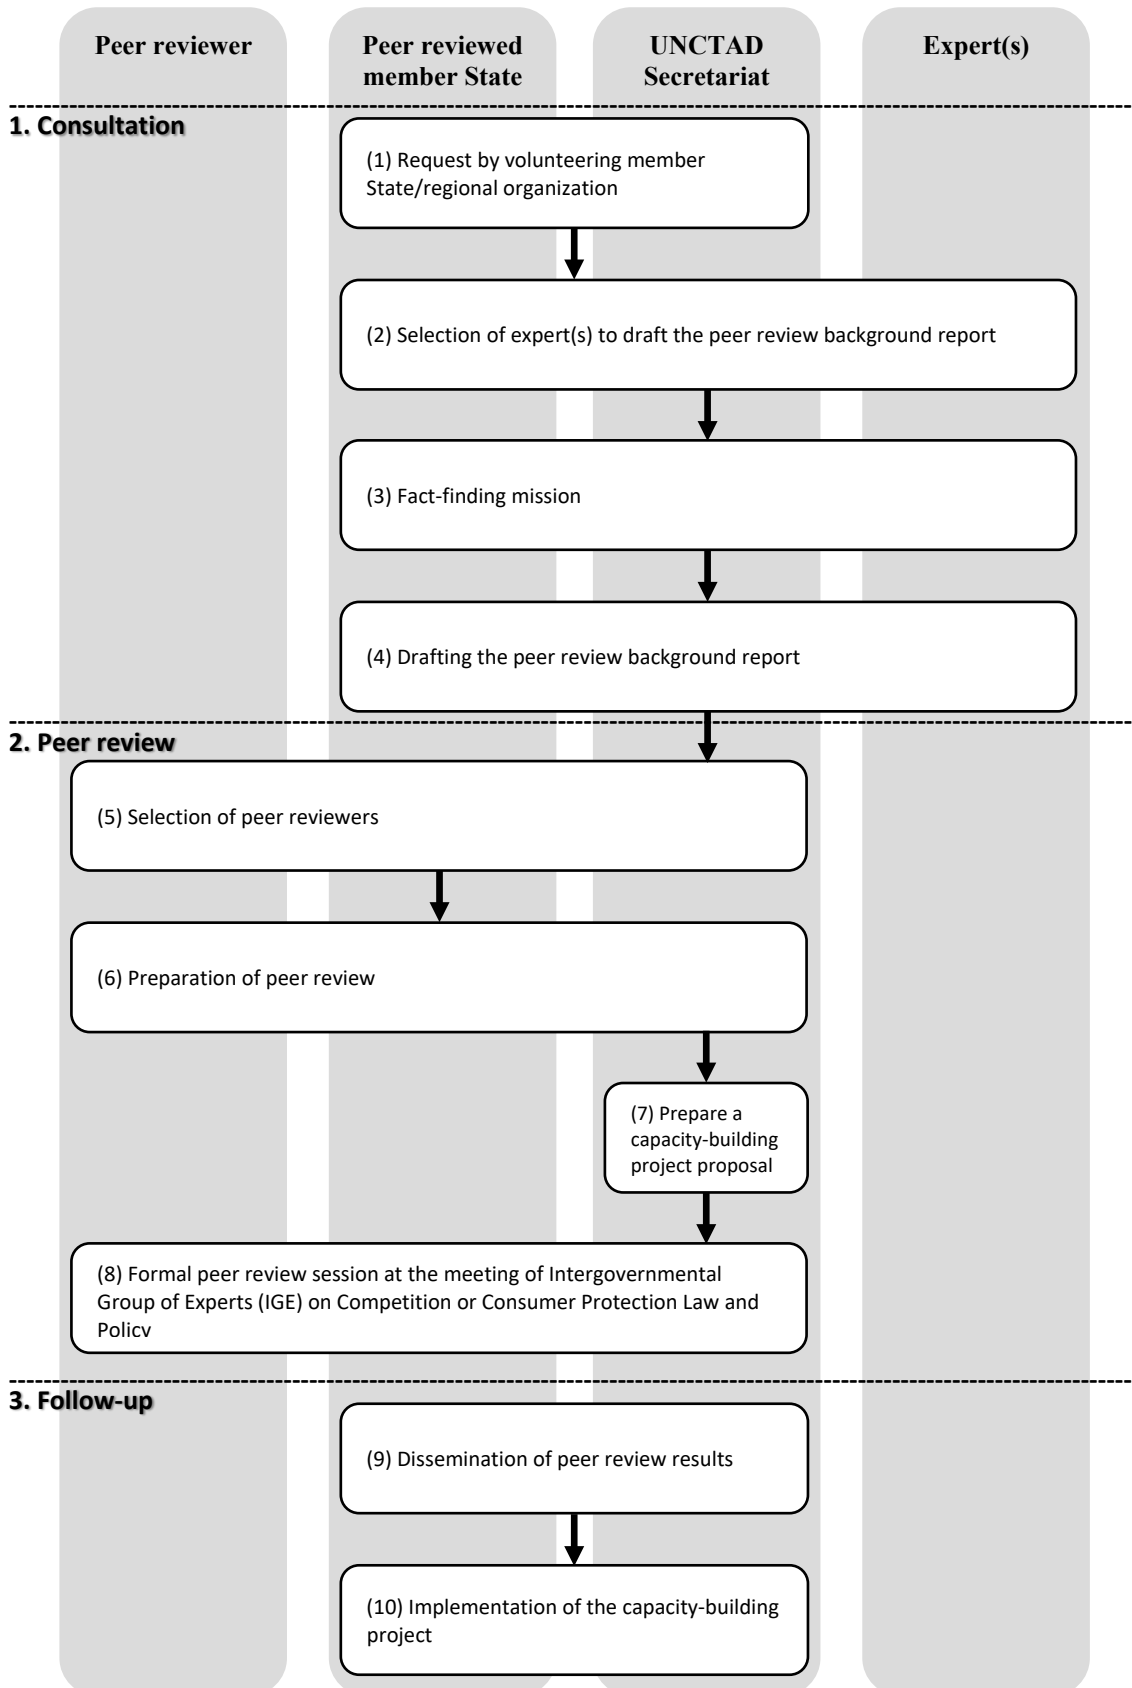 Peer reviewer
Peer reviewed
member State
UNCTAD
Secretariat
Expert(s)
1. Consultation
(1) Request by volunteering member
State/regional organization
(2) Selection of expert(s) to draft the peer review background report
(3) Fact-finding mission
(4) Drafting the peer review background report
2. Peer review
(5) Selection of peer reviewers
(6) Preparation of peer review
(7) Prepare a
capacity-building
project proposal
(8) Formal peer review session at the meeting of Intergovernmental
Group of Experts (IGE) on Competition or Consumer Protection Law and
Policy
3. Follow-up
(9) Dissemination of peer review results
(10) Implementation of the capacity-building
project